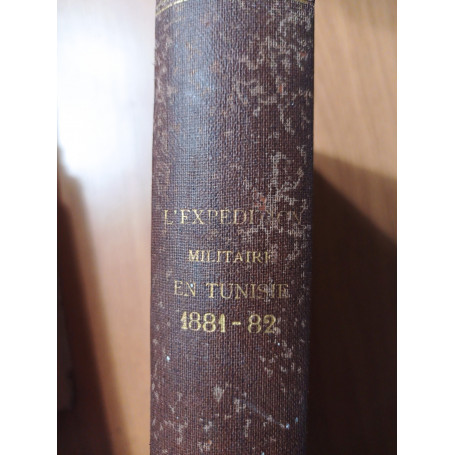 L'EXPEDITION
MILITAIRE
EN TUNISIE
1881-82